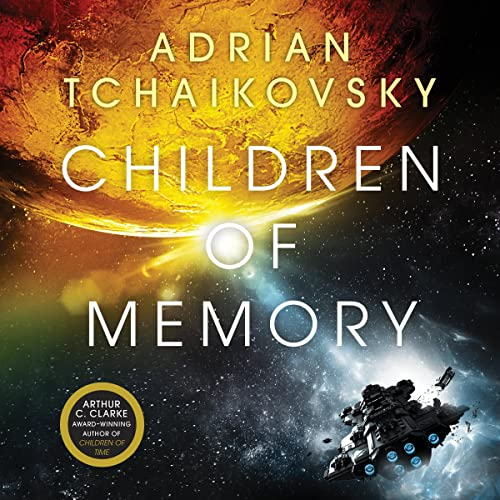 ADRIAN
TCHAIKOVSKY
CHILDREN
OF
MEMORY
ARTHUR
C. CLARKE
AWARD-WINNING
AUTHOR OF
CHILDREN OF
TIME